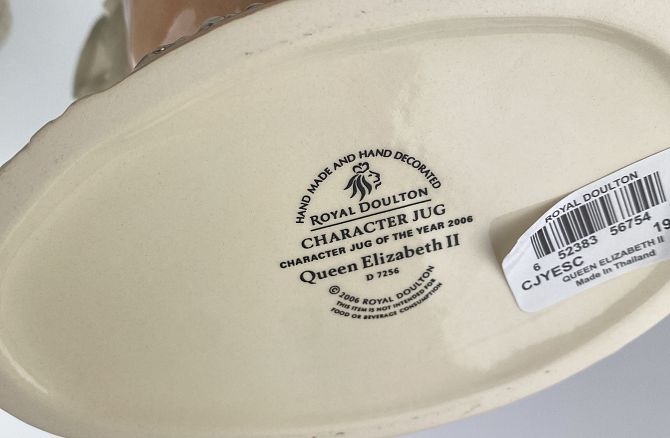 HAND MADE AND HAND DECORATED
ROYAL DOULTON
CHARACTER JUG
CHARACTER JUG OF THE YEAR 2006
Queen Elizabeth II
D 7256
© 2006 ROYAL DOULTON
THIS ITEM IS NOT INTENDED FOR
FOOD OR BEVERAGE CONSUMPTION
ROYAL DOULTON
6 52383 56754
19
CJYESC
QUEEN ELIZABETH II
Made In Thailand